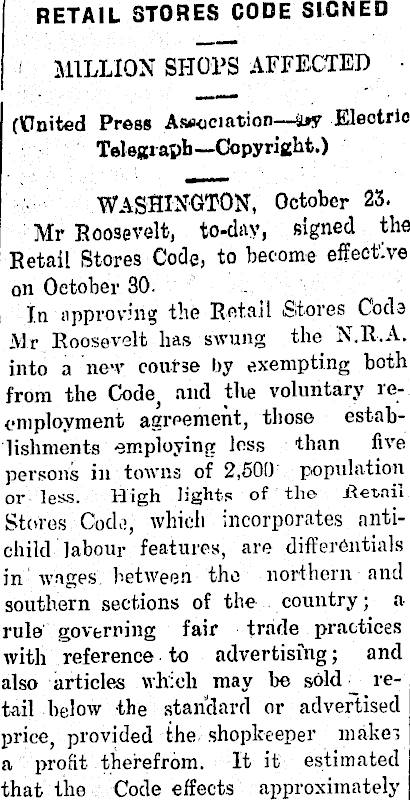 RETAIL STORES CODE SIGNED
MILLION SHOPS AFFECTED
(United Press Association—by Electric
Telegraph—Copyright.)
WASHINGTON, October 23.
Mr Roosevelt, to-day, signed the
Retail Stores Code, to become effective
on October 30.
In approving the Retail Stores Code
Mr Roosevelt has swung the N.R.A.
into a new course by exempting both
from the Code, and the voluntary re-
employment agreement, those estab-
lishments employing less than five
persons in towns of 2,500 population
or less. High lights of the Retail
Stores Code, which incorporates anti-
child labour features, are differentials
in wages between the northern and
southern sections of the country; a
rule governing fair trade practices
with reference to advertising; and
also articles which may be sold re-
tail below the standard or advertised
price, provided the shopkeeper makes
a profit therefrom. It it estimated
that the Code effects approximately